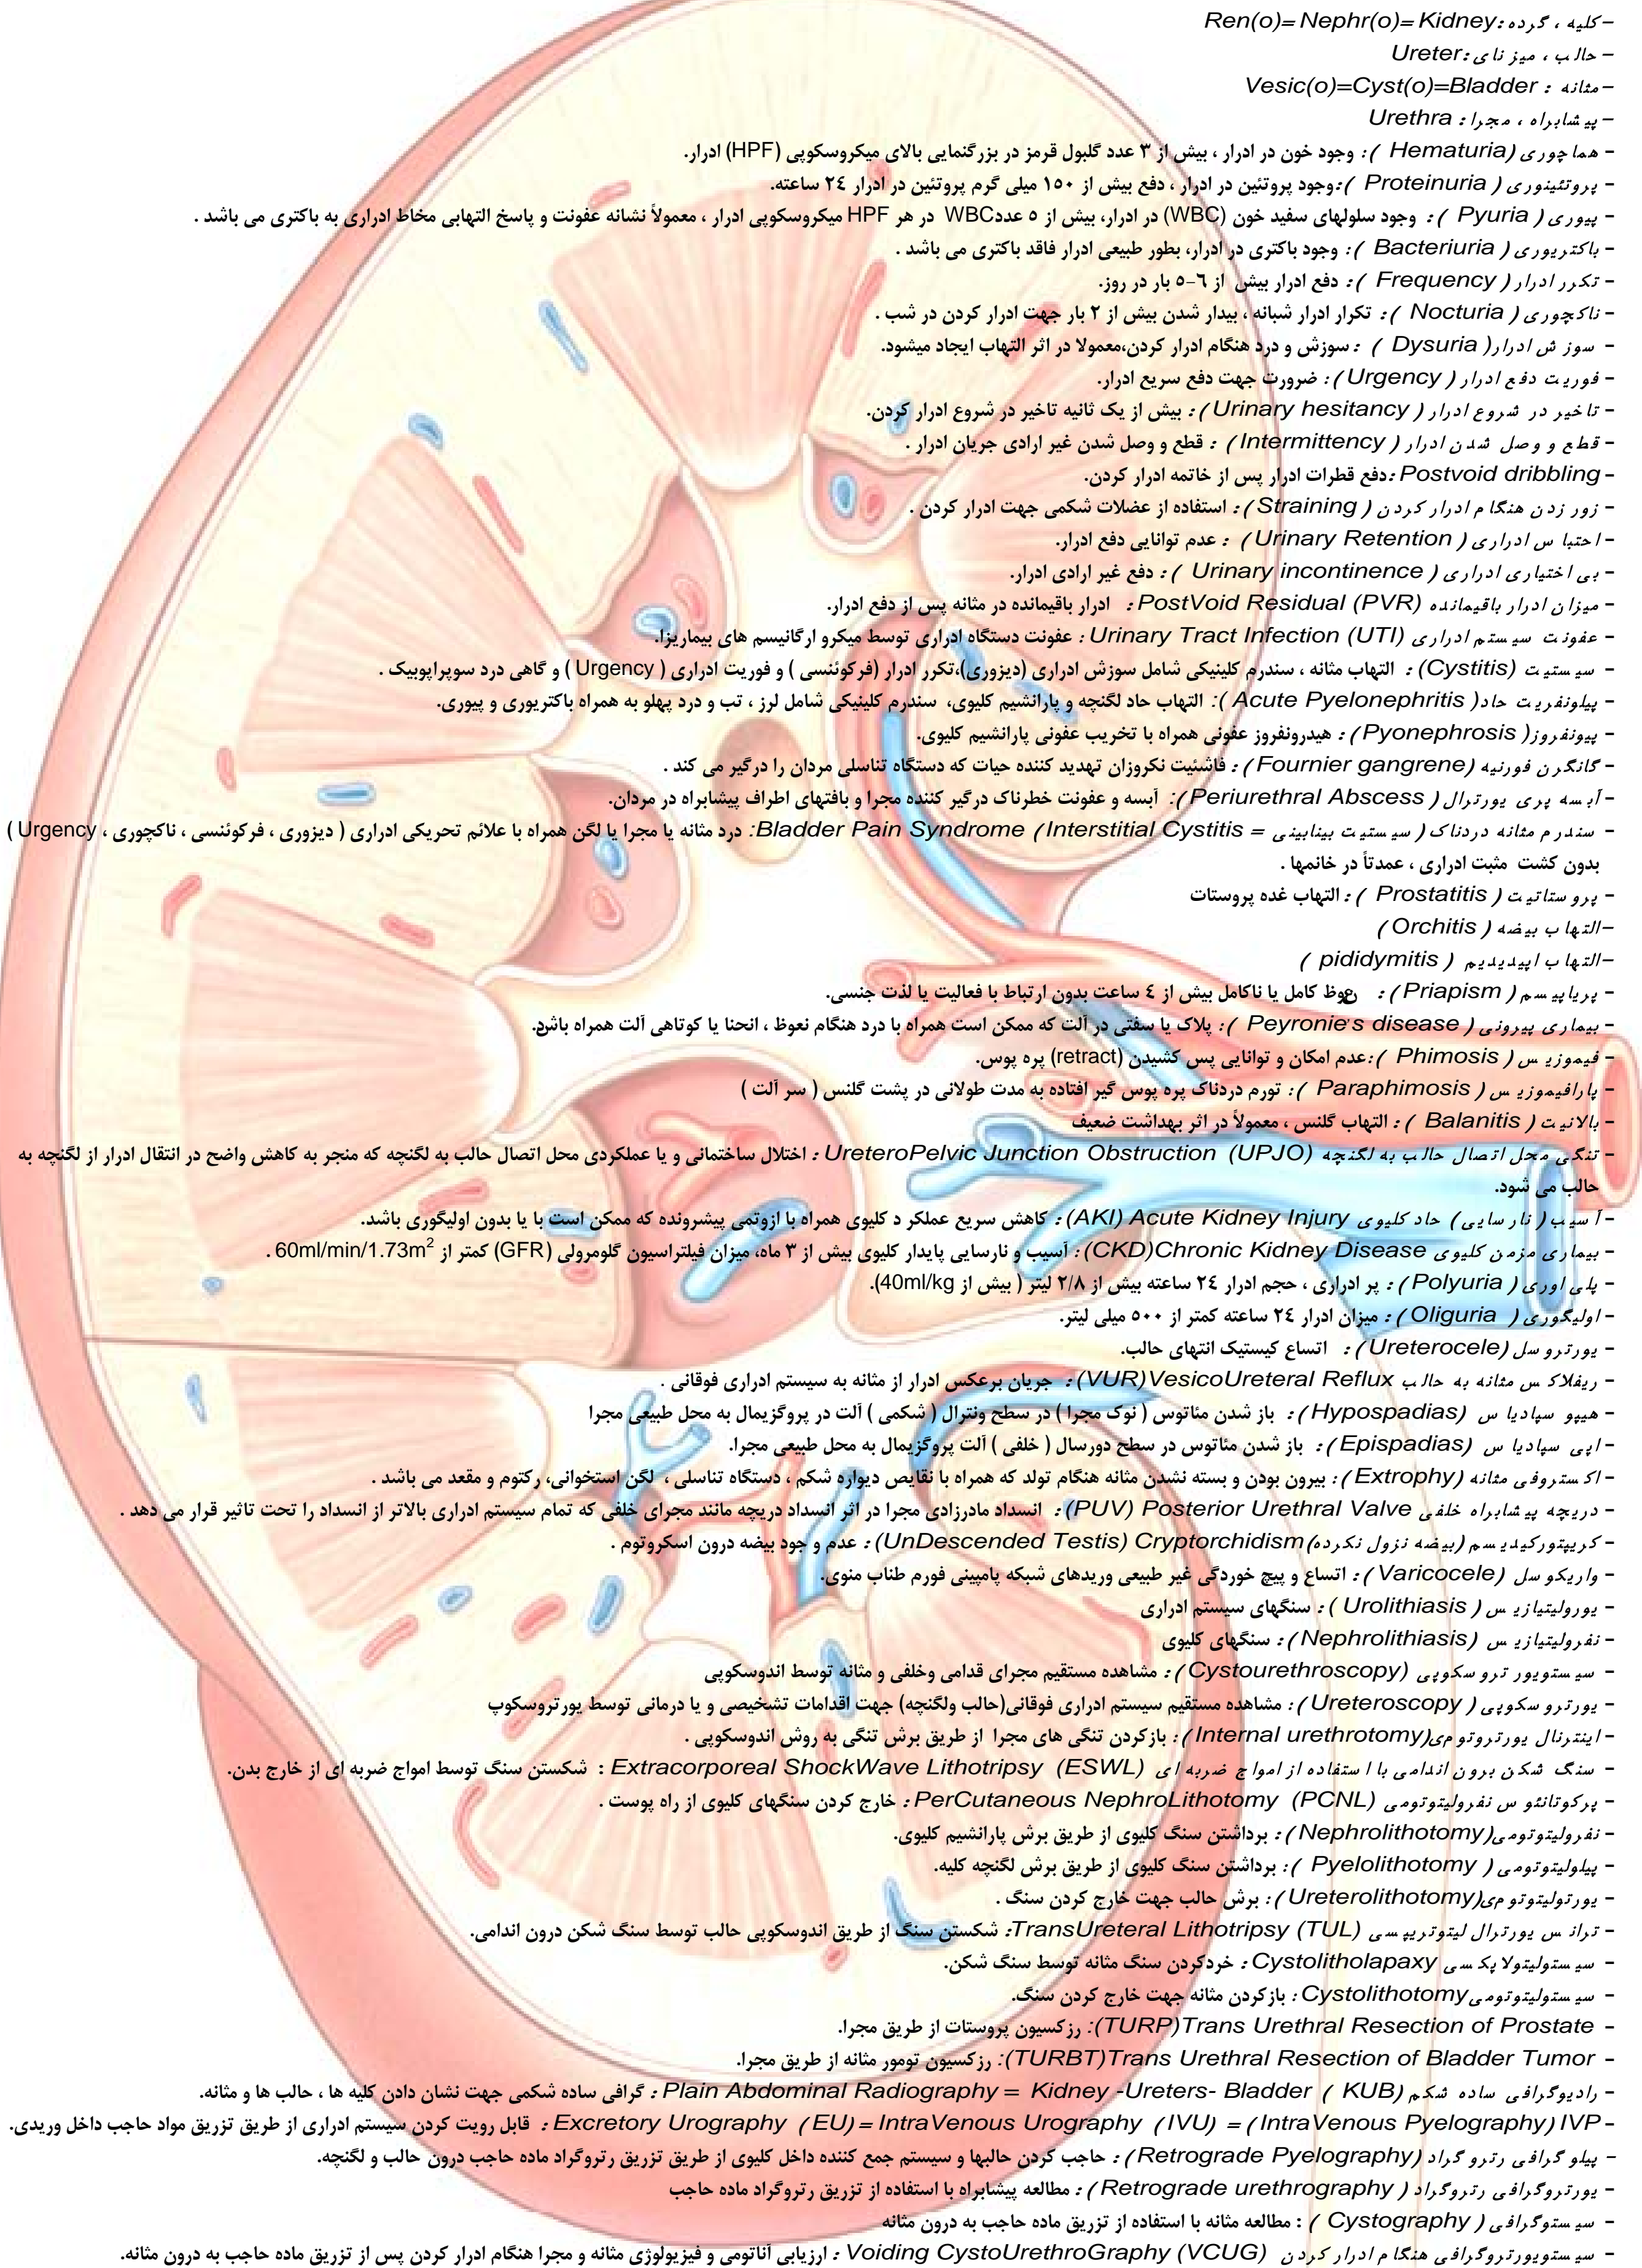 - کلیه ، گرده :Ren(o)= Nephr(o)= Kidney
- حالب ، میزنای :Ureter
- مثانه : Vesic(o)=Cyst(o)=Bladder
- پیشابراه ، مجرا : Urethra
- هماچوری (Hematuria ): وجود خون در ادرار ، بیش از ۳ عدد گلبول قرمز در بزرگنمایی بالای میکروسکوپی (HPF) ادرار.
- پروتئینوری ( Proteinuria ):وجود پروتئین در ادرار ، دفع بیش از ۱۵۰ میلی گرم پروتئین در ادرار ۲٤ ساعته.
- پیوری ( Pyuria ): وجود سلولهای سفید خون (WBC) در ادرار، بیش از ٥ عددWBC در هر HPF میکروسکوپی ادرار ، معمولاً نشانه عفونت و پاسخ التهابی مخاط ادراری به باکتری می باشد .
- باکتریوری ( Bacteriuria ): وجود باکتری در ادرار، بطور طبیعی ادرار فاقد باکتری می باشد .
- تکرر ادرار ( Frequency ): دفع ادرار بیش از ٦-٥ بار در روز.
- ناکچوری ( Nocturia ): تکرار ادرار شبانه ، بیدار شدن بیش از ۲ بار جهت ادرار کردن در شب .
- سوزش ادرار( Dysuria ) : سوزش و درد هنگام ادرار کردن،معمولا در اثر التهاب ایجاد میشود.
- فوریت دفع ادرار ( Urgency ): ضرورت جهت دفع سریع ادرار.
- تاخیر در شروع ادرار ( Urinary hesitancy ): بیش از یک ثانیه تاخیر در شروع ادرار کردن.
- قطع و وصل شدن ادرار ( Intermittency ) : قطع و وصل شدن غیر ارادی جریان ادرار .
- Postvoid dribbling :دفع قطرات ادرار پس از خاتمه ادرار کردن.
- زور زدن هنگام ادرار کردن ( Straining ): استفاده از عضلات شکمی جهت ادرار کردن .
- احتباس ادراری ( Urinary Retention ) : عدم توانایی دفع ادرار.
- بی اختیاری ادراری ( Urinary incontinence ): دفع غیر ارادی ادرار.
- میزان ادرار باقیمانده PostVoid Residual (PVR) : ادرار باقیمانده در مثانه پس از دفع ادرار.
- عفونت سیستم ادراری Urinary Tract Infection (UTI) : عفونت دستگاه ادراری توسط میکرو ارگانیسم های بیماریزا.
- سیستیت (Cystitis) : التهاب مثانه ، سندرم کلینیکی شامل سوزش ادراری (دیزوری)،تکرر ادرار (فرکوئنسی ) و فوریت ادراری ( Urgency ) و گاهی درد سوپراپوبیک .
- پیلونفریت حاد( Acute Pyelonephritis ): التهاب حاد لگنچه و پارانشیم کلیوی، سندرم کلینیکی شامل لرز ، تب و درد پهلو به همراه باکتریوری و پیوری.
- پیونفروز( Pyonephrosis ): هیدرونفروز عفونی همراه با تخریب عفونی پارانشیم کلیوی.
- گانگرن فورنیه (Fournier gangrene ): فاشئیت نکروزان تهدید کننده حیات که دستگاه تناسلی مردان را درگیر می کند .
- آبسه پری یورترال ( Periurethral Abscess ): آبسه و عفونت خطرناک درگیر کننده مجرا و بافتهای اطراف پیشابراه در مردان.
- سندرم مثانه دردناک ( سیستیت بینابینی = Bladder Pain Syndrome (Interstitial Cystitis: درد مثانه یا مجرا یا لگن همراه با علائم تحریکی ادراری ( دیزوری ، فرکوئنسی ، ناکچوری ، Urgency )
بدون کشت مثبت ادراری ، عمدتاً در خانمها .
- پروستاتیت ( Prostatitis ) : التهاب غده پروستات
-التهاب بیضه ( Orchitis )
-التهاب اپیدیدیم ( pididymitis )
- پریاپیسم ( Priapism ): نعوظ کامل یا ناکامل بیش از ٤ ساعت بدون ارتباط با فعالیت یا لذت جنسی.
- بیماری پیرونی ( Peyronie's disease ): پلاک یا سفتی در آلت که ممکن است همراه با درد هنگام نعوظ ، انحنا یا کوتاهی آلت همراه باشد.
- فیموزیس ( Phimosis ):عدم امکان و توانایی پس کشیدن (retract) پره پوس.
- پارافیموزیس ( Paraphimosis ): تورم دردناک پره پوس گیر افتاده به مدت طولانی در پشت گلنس ( سر آلت )
- بالانیت ( Balanitis ) : التهاب گلنس ، معمولاً در اثر بهداشت ضعیف
- تنگی محل اتصال حالب به لگنچه UreteroPelvic Junction Obstruction (UPJO) : اختلال ساختمانی و یا عملکردی محل اتصال حالب به لگنچه که منجر به کاهش واضح در انتقال ادرار از لگنچه به
حالب می شود.
- آسیب( نارسایی) حاد کلیوی Acute Kidney Injury (AKI): کاهش سریع عملکر د کلیوی همراه با ازوتمی پیشرونده که ممکن است با یا بدون اولیگوری باشد.
- بیماری مزمن کلیوی Chronic Kidney Disease(CKD): آسیب و نارسایی پایدار کلیوی بیش از ۳ ماه، میزان فیلتراسیون گلومرولی (GFR) کمتر از 60ml/min/1.73m² .
- پلی اوری ( Polyuria ): پر ادراری ، حجم ادرار ۲٤ ساعته بیش از ۲/۸ لیتر ( بیش از 40ml/kg).
- اولیگوری ( Oliguria ): میزان ادرار ۲٤ ساعته کمتر از ٥۰۰ میلی لیتر.
- یورتروسل (Ureterocele ): اتساع کیستیک انتهای حالب.
- ریفلاکس مثانه به حالب VesicoUreteral Reflux(VUR): جریان برعکس ادرار از مثانه به سیستم ادراری فوقانی .
- هیپو سپادیاس (Hypospadias ): باز شدن مئاتوس ( نوک مجرا ) در سطح ونترال ( شکمی ) آلت در پروگزیمال به محل طبیعی مجرا
- اپی سپادیاس (Epispadias ): باز شدن مئاتوس در سطح دورسال ( خلفی ) آلت پروگزیمال به محل طبیعی مجرا.
- اکستروفی مثانه (Extrophy ): بیرون بودن و بسته نشدن مثانه هنگام تولد که همراه با نقایص دیواره شکم ، دستگاه تناسلی ، لگن استخوانی، رکتوم و مقعد می باشد .
- دریچه پیشابراه خلفی Posterior Urethral Valve (PUV): انسداد مادرزادی مجرا در اثر انسداد دریچه مانند مجرای خلفی که تمام سیستم ادراری بالاتر از انسداد را تحت تاثیر قرار می دهد .
- کریپتورکیدیسم (بیضه نزول نکرده)Cryptorchidism (UnDescended Testis): عدم و جود بیضه درون اسکروتوم .
- واریکوسل (Varicocele ): اتساع و پیچ خوردگی غیر طبیعی وریدهای شبکه پامپینی فورم طناب منوی.
- یورولیتیازیس ( Urolithiasis ): سنگهای سیستم ادراری
- نفرولیتیازیس (Nephrolithiasis ): سنگهای کلیوی
- سیستویورتروسکوپی (Cystourethroscopy ): مشاهده مستقیم مجرای قدامی وخلفی و مثانه توسط اندوسکوپی
- یورتروسکوپی ( Ureteroscopy ): مشاهده مستقیم سیستم ادراری فوقانی(حالب ولگنچه) جهت اقدامات تشخیصی و یا درمانی توسط یورتروسکوپ
- اینترنال یورتروتومی(Internal urethrotomy ): بازکردن تنگی های مجرا از طریق برش تنگی به روش اندوسکوپی .
- سنگ شکن برون اندامی با استفاده از امواج ضربه ای Extracorporeal ShockWave Lithotripsy (ESWL) : شکستن سنگ توسط امواج ضربه ای از خارج بدن.
- پرکوتانئوس نفرولیتوتومی PerCutaneous NephroLithotomy (PCNL) : خارج کردن سنگهای کلیوی از راه پوست .
- نفرولیتوتومی(Nephrolithotomy ): برداشتن سنگ کلیوی از طریق برش پارانشیم کلیوی.
- پیلولیتوتومی ( Pyelolithotomy ): برداشتن سنگ کلیوی از طریق برش لگنچه کلیه.
- یورتولیتوتومی(Ureterolithotomy ): برش حالب جهت خارج کردن سنگ .
- ترانس یورترال لیتوتریپسی TransUreteral Lithotripsy (TUL): شکستن سنگ از طریق اندوسکوپی حالب توسط سنگ شکن درون اندامی.
- سیستولیتولاپکسی Cystolitholapaxy : خردکردن سنگ مثانه توسط سنگ شکن.
- سیستولیتوتومی Cystolithotomy : بازکردن مثانه جهت خارج کردن سنگ.
- Trans Urethral Resection of Prostate(TURP): رزکسیون پروستات از طریق مجرا.
- Trans Urethral Resection of Bladder Tumor(TURBT): رزکسیون تومور مثانه از طریق مجرا.
- رادیوگرافی ساده شکم Plain Abdominal Radiography = Kidney -Ureters- Bladder ( KUB) : گرافی ساده شکمی جهت نشان دادن کلیه ها ، حالب ها و مثانه.
- Excretory Urography (EU)= IntraVenous Urography (IVU) = (IntraVenous Pyelography) IVP : قابل رویت کردن سیستم ادراری از طریق تزریق مواد حاجب داخل وریدی.
- پیلوگرافی رتروگراد (Retrograde Pyelography ): حاجب کردن حالبها و سیستم جمع کننده داخل کلیوی از طریق تزریق رتروگراد ماده حاجب درون حالب و لگنچه.
- یورتروگرافی رتروگراد ( Retrograde urethrography ): مطالعه پیشابراه با استفاده از تزریق رتروگراد ماده حاجب
- سیستوگرافی ( Cystography ) : مطالعه مثانه با استفاده از تزریق ماده حاجب به درون مثانه
- سیستویورتروگرافی هنگام ادرار کردن Voiding CystoUrethroGraphy (VCUG) : ارزیابی آناتومی و فیزیولوژی مثانه و مجرا هنگام ادرار کردن پس از تزریق ماده حاجب به درون مثانه.